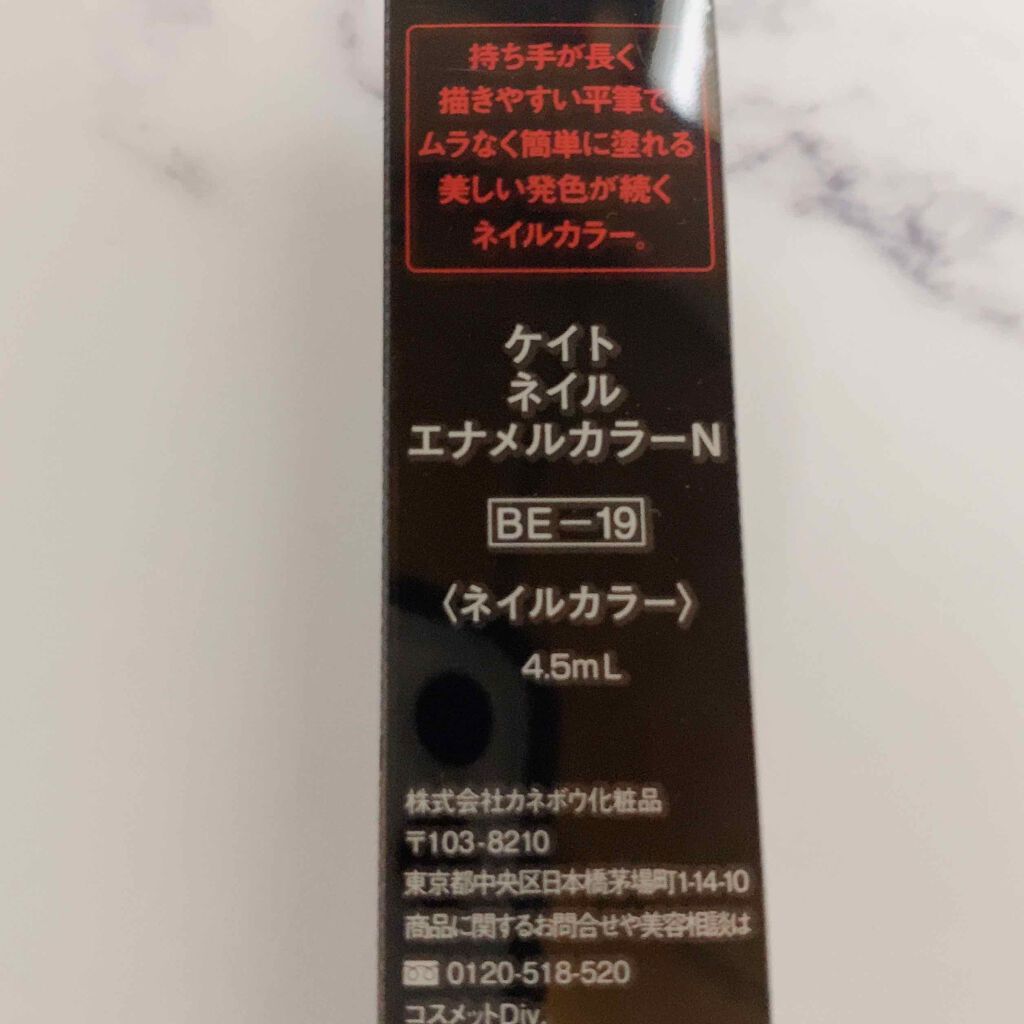 持ち手が長く
描きやすい平筆で
ムラなく簡単に塗れる
美しい発色が続く
ネイルカラー。
ケイト
ネイル
エナメルカラーN
BE－19
〈ネイルカラー〉
4.5mL
株式会社カネボウ化粧品
〒103-8210
東京都中央区日本橋茅場町1-14-10
商品に関するお問合せや美容相談は
0120-518-520
コスメットDiv.